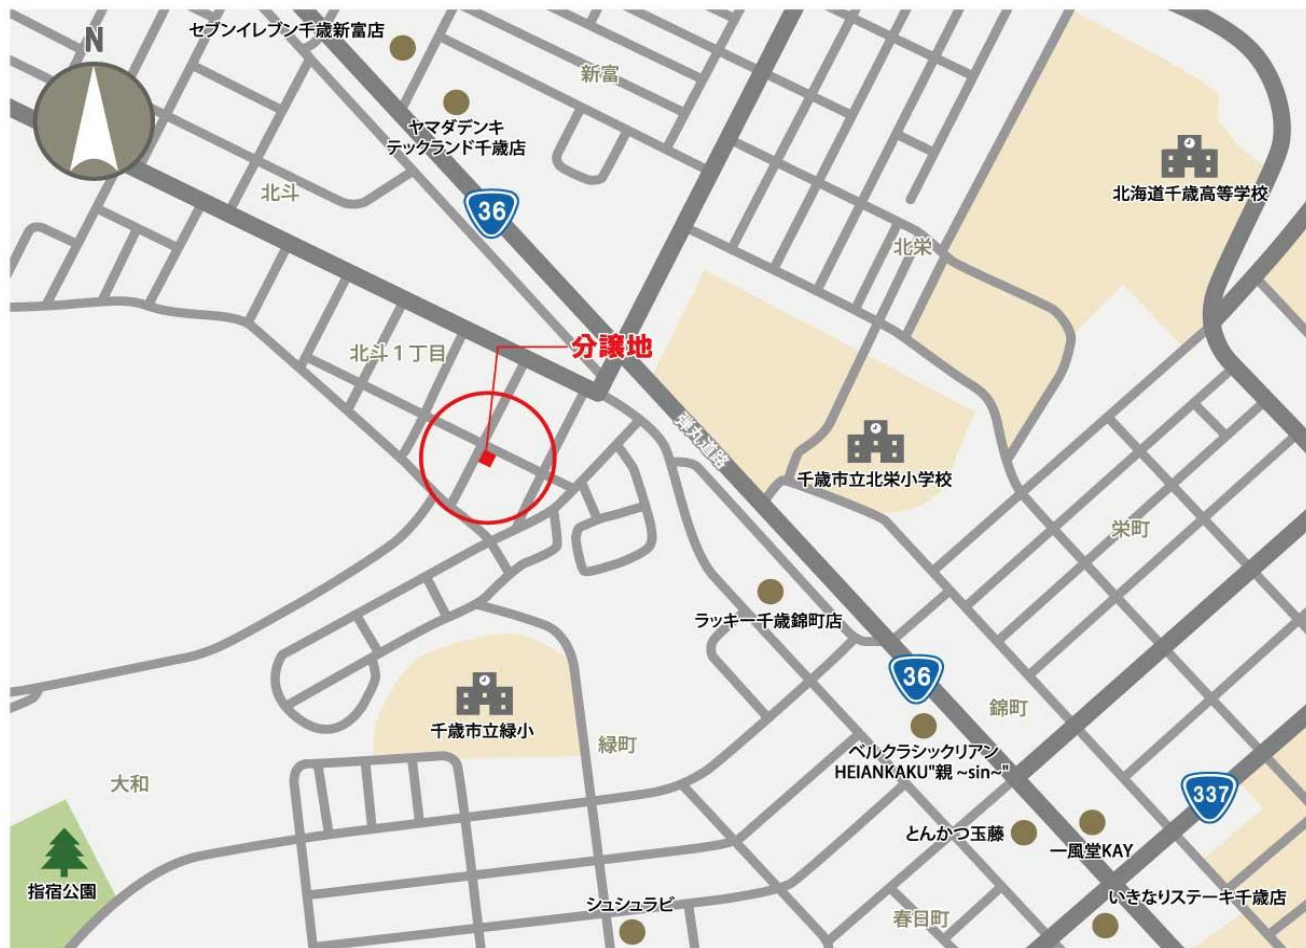 セブンイレブン千歳新富店
N
新富
ヤマダデンキ
テックランド千歳店
北斗
36
北海道千歳高等学校
北栄
分譲地
北斗1丁目
弾丸道路
千歳市立北栄小学校
栄町
ラッキー千歳錦町店
36
錦町
千歳市立緑小
緑町
ベルクラシックリアン
HEIANKAKU"親 ~sin~"
大和
337
とんかつ玉藤
一風堂KAY
指宿公園
シュシュラピ
春日町
いきなりステーキ千歳店